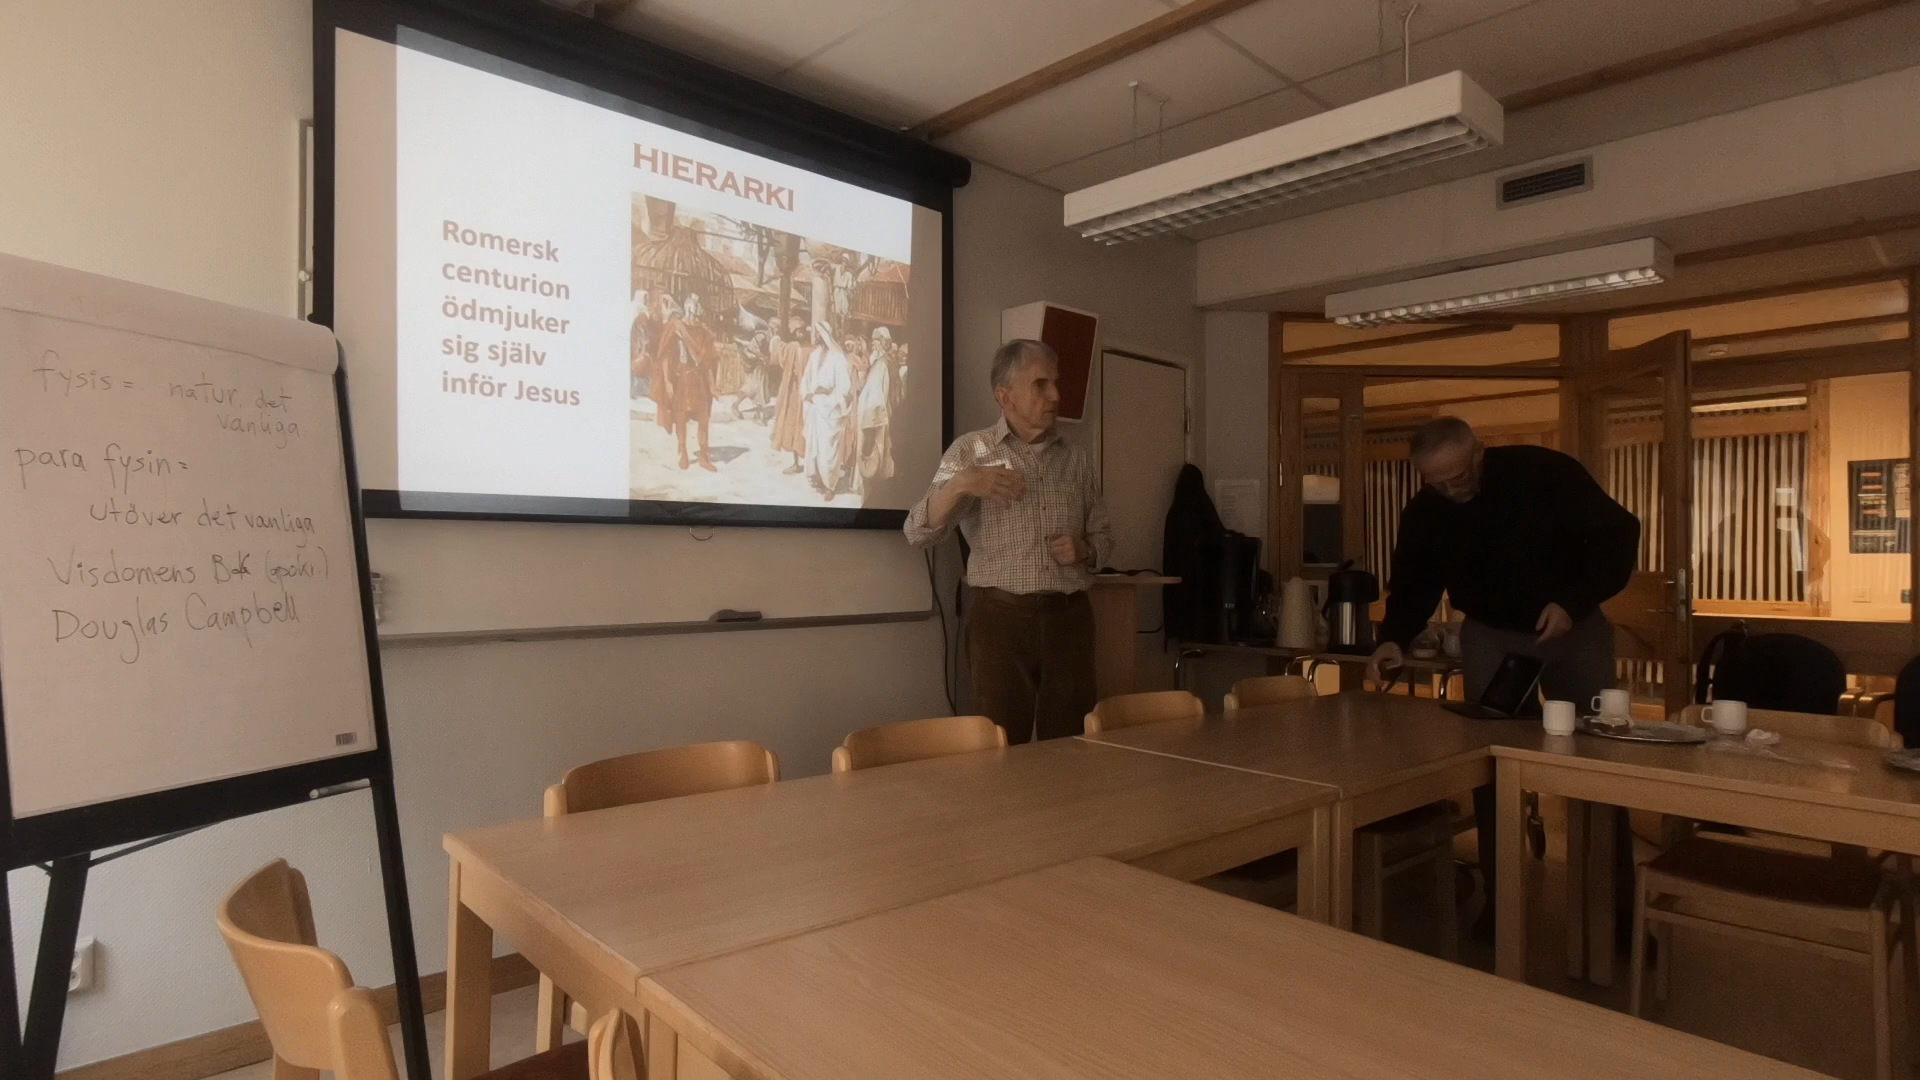 HIERARKI
Romersk
centurion
ödmjuker
sig själv
inför Jesus
fysis = natur, det
vanliga
para fysin =
utöver det vanliga
Visdomens Bok (apokr.)
Douglas Campbell